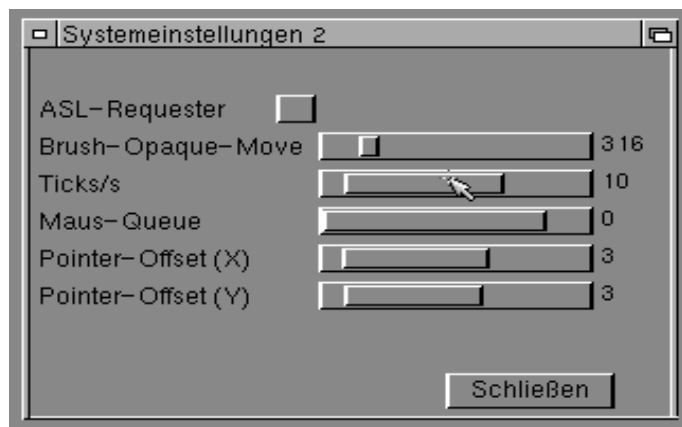 Systemeinstellungen 2
ASL-Requester
Brush-Opaque-Move 316
Ticks/s 10
Maus-Queue 0
Pointer-Offset (X) 3
Pointer-Offset (Y) 3
Schließen